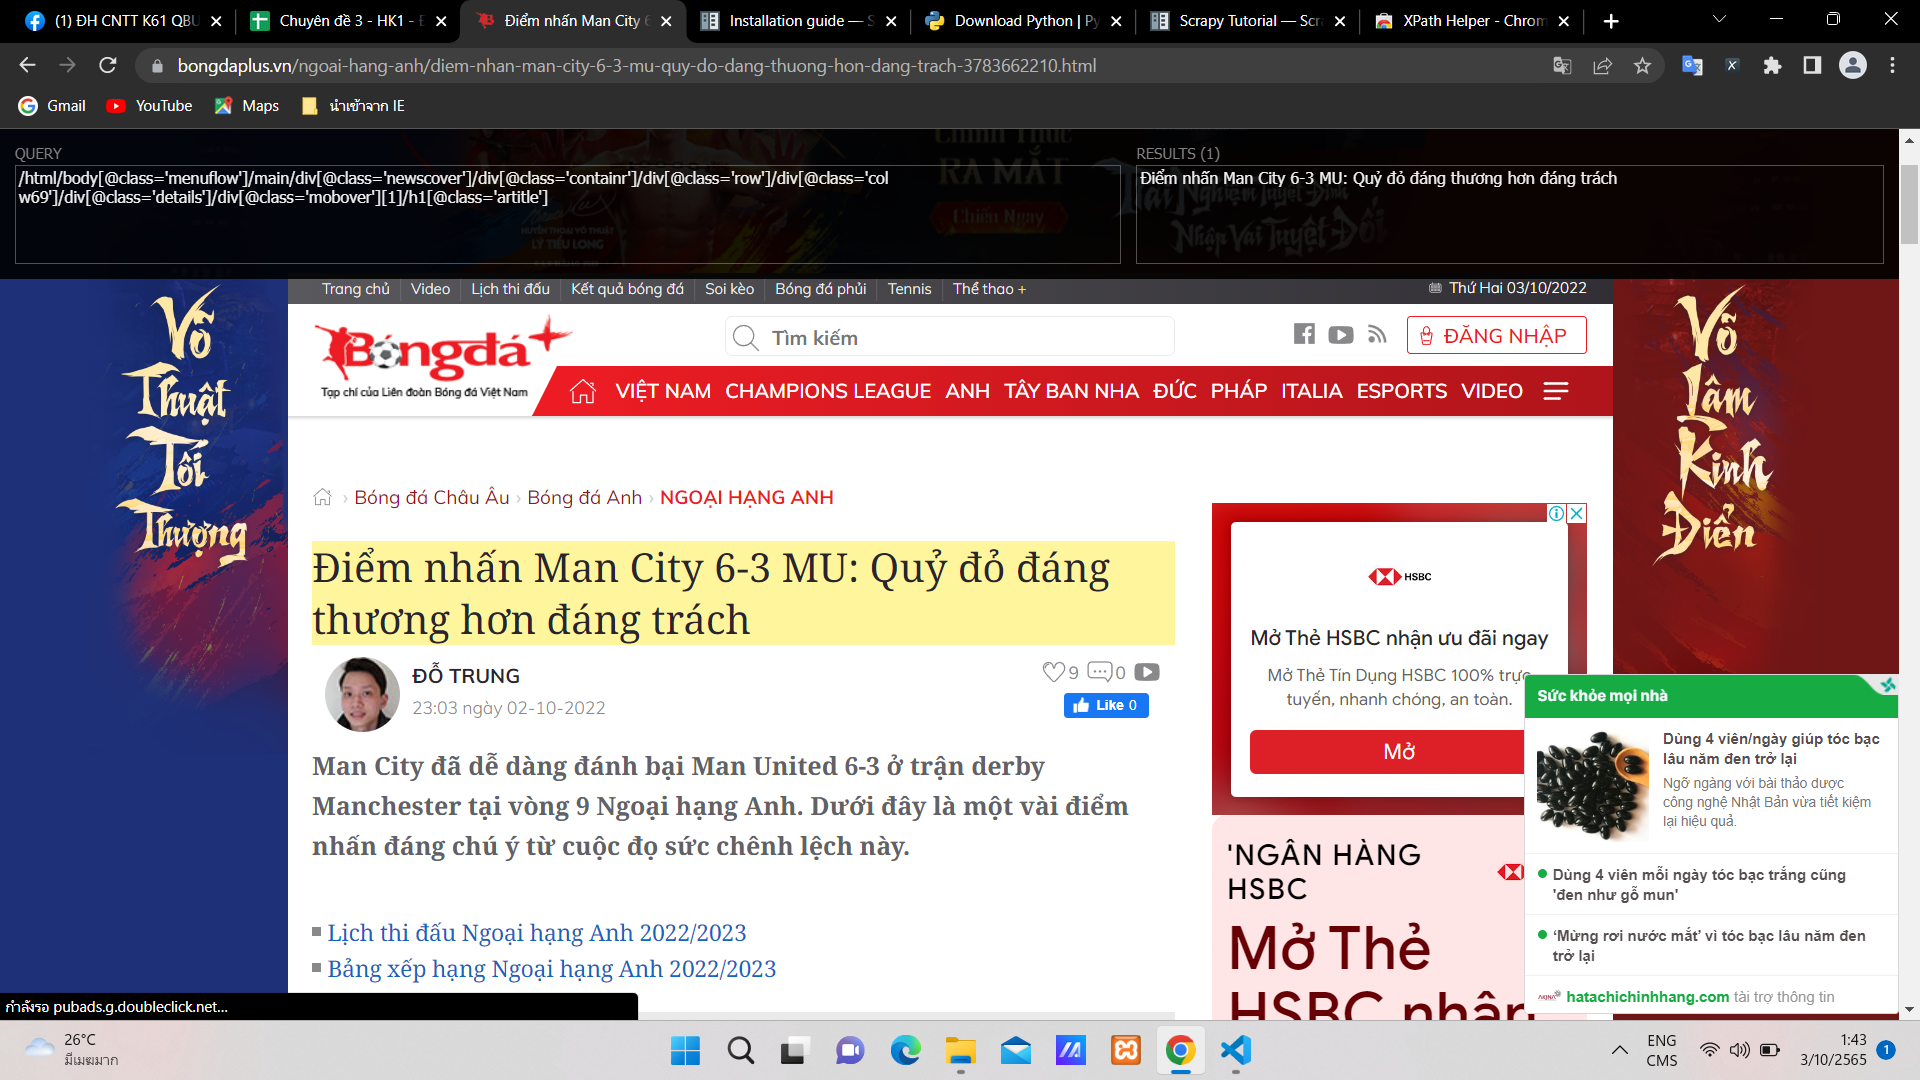 (1) ĐH CNTT K61 QBU
Chuyên đề 3 - HK1 - Đ
Điểm nhấn Man City 6
Installation guide — S
Download Python | Py
Scrapy Tutorial — Scra
XPath Helper - Chrom
bongdaplus.vn/ngoai-hang-anh/diem-nhan-man-city-6-3-mu-quy-do-dang-thuong-hon-dang-trach-3783662210.html
Gmail
YouTube
Maps
นำเข้าจาก IE
QUERY
/html/body[@class='menuflow']/main/div[@class='newscover']/div[@class='containr']/div[@class='row']/div[@class='col
w69']/div[@class='details']/div[@class='mobover'][1]/h1[@class='artitle']
RESULTS (1)
Điểm nhấn Man City 6-3 MU: Quỷ đỏ đáng thương hơn đáng trách
RA MẮT
Chiến Ngay
HUYỀN THOẠI VÕ THUẬT
LÝ TIỂU LONG
Nhập Vai Tuyệt Đối
Trang chủ
Video
Lịch thi đấu
Kết quả bóng đá
Soi kèo
Bóng đá phủi
Tennis
Thể thao +
Thứ Hai 03/10/2022
Bóngdá+
Tạp chí của Liên đoàn Bóng đá Việt Nam
Tìm kiếm
ĐĂNG NHẬP
VIỆT NAM
CHAMPIONS LEAGUE
ANH
TÂY BAN NHA
ĐỨC
PHÁP
ITALIA
ESPORTS
VIDEO
Võ
Thuật
Tối
Thượng
Võ
Lâm
Kinh
Điển
› Bóng đá Châu Âu › Bóng đá Anh › NGOẠI HẠNG ANH
Điểm nhấn Man City 6-3 MU: Quỷ đỏ đáng
thương hơn đáng trách
ĐỖ TRUNG
23:03 ngày 02-10-2022
9
0
Like 0
Man City đã dễ dàng đánh bại Man United 6-3 ở trận derby
Manchester tại vòng 9 Ngoại hạng Anh. Dưới đây là một vài điểm
nhấn đáng chú ý từ cuộc đọ sức chênh lệch này.
Lịch thi đấu Ngoại hạng Anh 2022/2023
Bảng xếp hạng Ngoại hạng Anh 2022/2023
HSBC
Mở Thẻ HSBC nhận ưu đãi ngay
Mở Thẻ Tín Dụng HSBC 100% trực
tuyến, nhanh chóng, an toàn.
Mở
'NGÂN HÀNG
HSBC
Mở Thẻ
HSBC nhận
Sức khỏe mọi nhà
Dùng 4 viên/ngày giúp tóc bạc
lâu năm đen trở lại
Ngỡ ngàng với bài thảo dược
công nghệ Nhật Bản vừa tiết kiệm
lại hiệu quả.
Dùng 4 viên mỗi ngày tóc bạc trắng cũng
'đen như gỗ mun'
‘Mừng rơi nước mắt’ vì tóc bạc lâu năm đen
trở lại
hatachichinhhang.com tài trợ thông tin
กำลังรอ pubads.g.doubleclick.net...
26°C
มีเมฆมาก
ENG
CMS
1:43
3/10/2565
1